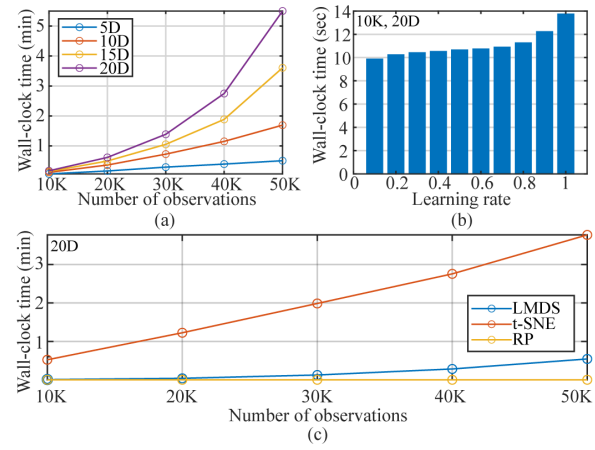 Wall-clock time (min)
5
4
3
2
1
5D
10D
15D
20D
10K 20K 30K 40K 50K
Number of observations
(a)
Wall-clock time (sec)
14
12
10
8
6
4
2
0
10K, 20D
0 0.2 0.4 0.6 0.8 1
Learning rate
(b)
Wall-clock time (min)
3
2
1
20D
LMDS
t-SNE
RP
10K 20K 30K 40K 50K
Number of observations
(c)